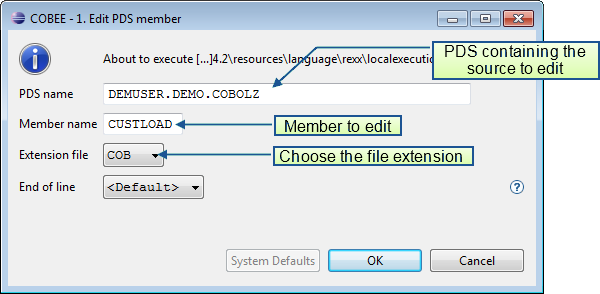 COBEE - 1. Edit PDS member
About to execute [...]4.2\resources\language\rexx\localexecutio
PDS containing the
source to edit
PDS name
DEMUSER.DEMO.COBOLZ
Member name
CUSTLOAD
Member to edit
Extension file
COB
Choose the file extension
End of line
<Default>
System Defaults
OK
Cancel